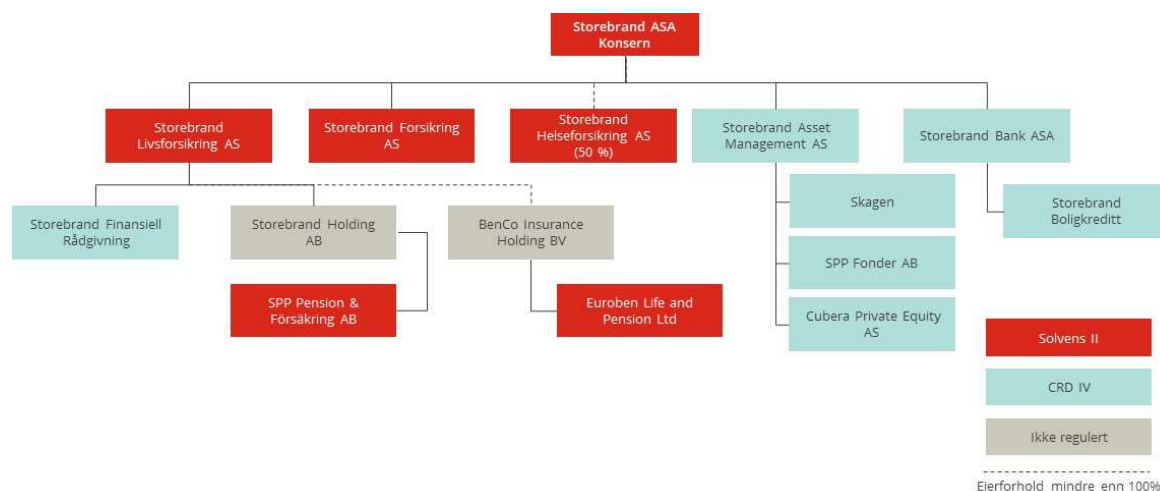 Storebrand ASA
Konsern
Storebrand
Livsforsikring AS
Storebrand Forsikring
AS
Storebrand
Helseforsikring AS
(50 %)
Storebrand Asset
Management AS
Storebrand Bank ASA
Storebrand Finansiell
Rådgivning
Storebrand Holding
AB
BenCo Insurance
Holding BV
Skagen
Storebrand
Boligkreditt
SPP Fonder AB
SPP Pension &
Försäkring AB
Euroben Life and
Pension Ltd
Cubera Private Equity
AS
Solvens II
CRD IV
Ikke regulert
Eierforhold mindre enn 100%